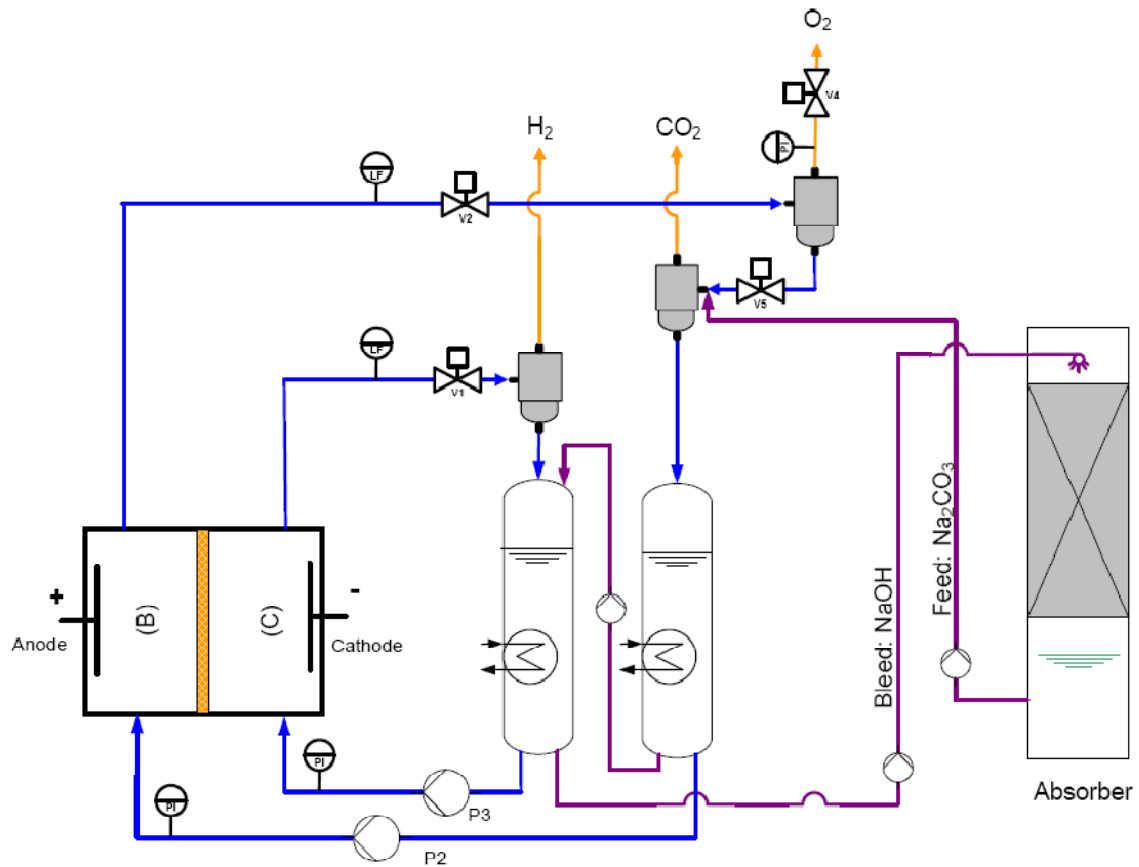 O2
V4
PI
H2
CO2
LF
V2
V5
LF
V1
Bleed: NaOH
Feed: Na2CO3
+
-
(B)
(C)
Anode
Cathode
PI
P3
PI
P2
Absorber